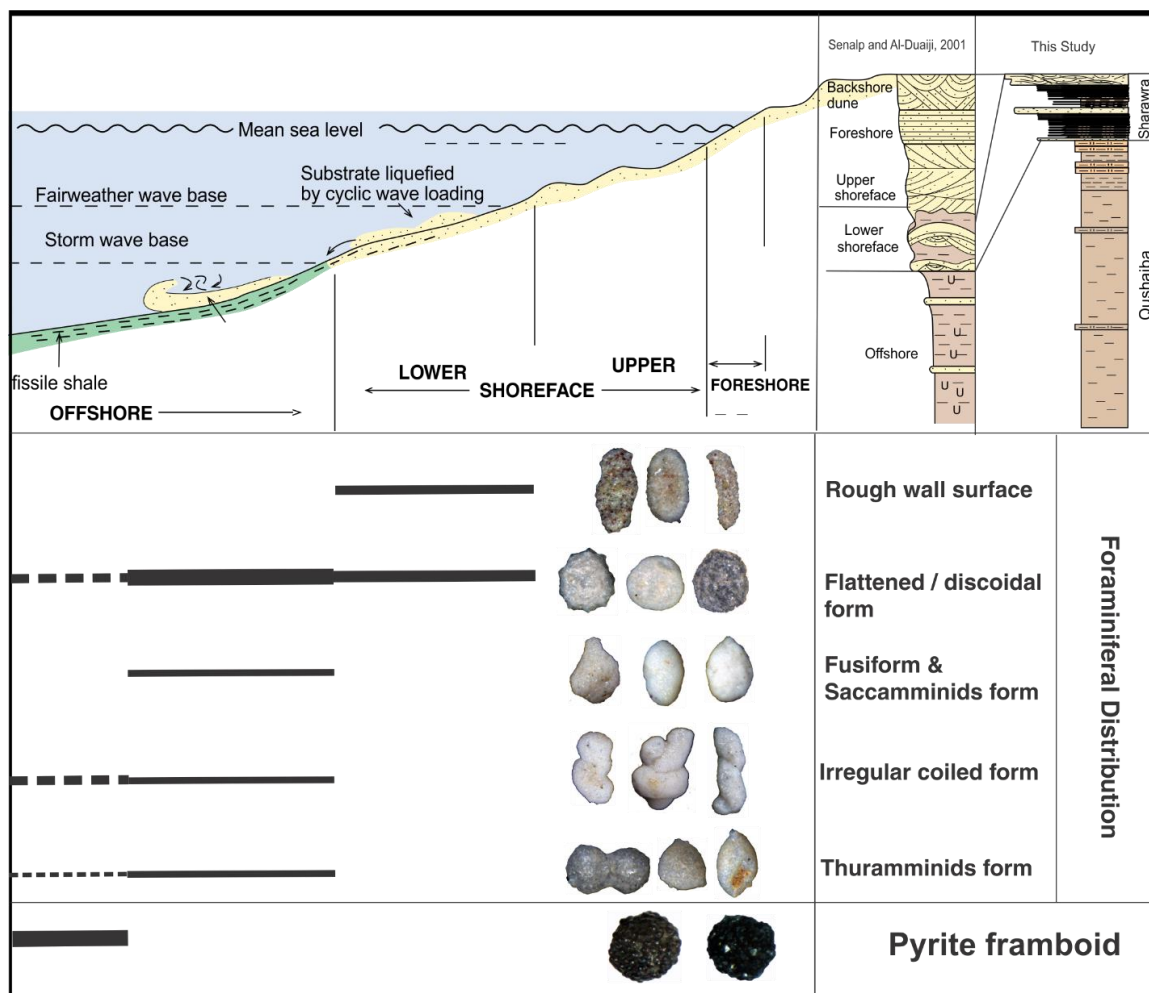 Senalp and Al-Duaiji, 2001
This Study
Backshore
dune
Foreshore
Upper
shoreface
Lower
shoreface
Offshore
U
U
U
U
U
U
U
Sharawra
Qushaiba
Mean sea level
Substrate liquefied
by cyclic wave loading
Fairweather wave base
Storm wave base
fissile shale
OFFSHORE
LOWER
SHOREFACE
UPPER
FORESHORE
Rough wall surface
Flattened / discoidal
form
Fusiform &
Saccamminids form
Irregular coiled form
Thuramminids form
Foraminiferal Distribution
Pyrite framboid